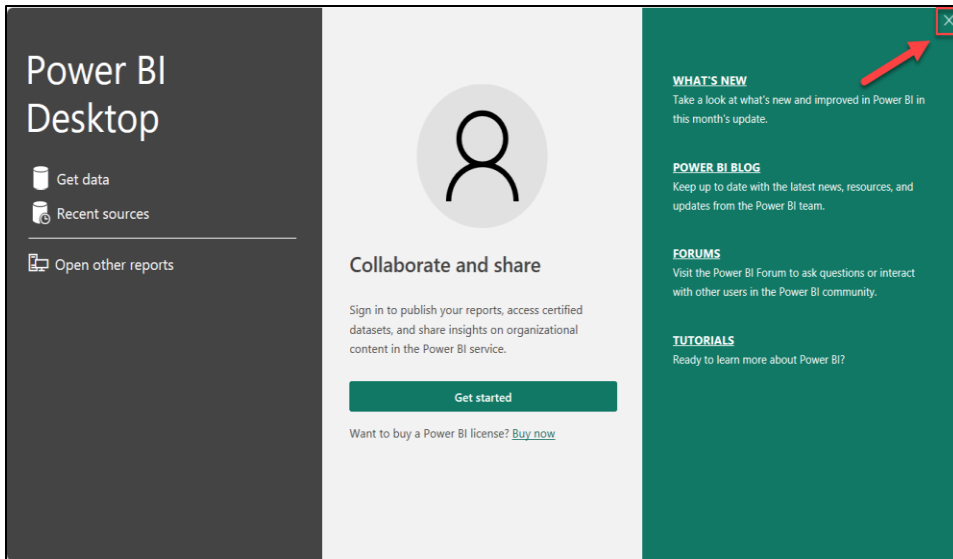 Power BI
Desktop
Get data
Recent sources
Open other reports
Collaborate and share
Sign in to publish your reports, access certified
datasets, and share insights on organizational
content in the Power BI service.
Get started
Want to buy a Power BI license? Buy now
WHAT'S NEW
Take a look at what's new and improved in Power BI in
this month's update.
POWER BI BLOG
Keep up to date with the latest news, resources, and
updates from the Power BI team.
FORUMS
Visit the Power BI Forum to ask questions or interact
with other users in the Power BI community.
TUTORIALS
Ready to learn more about Power BI?